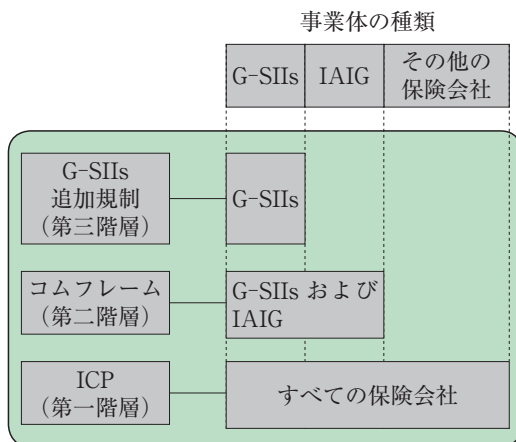 事業体の種類
G-SIIs
IAIG
その他の
保険会社
G-SIIs
追加規制
（第三階層）
G-SIIs
コムフレーム
（第二階層）
G-SIIs および
IAIG
ICP
（第一階層）
すべての保険会社